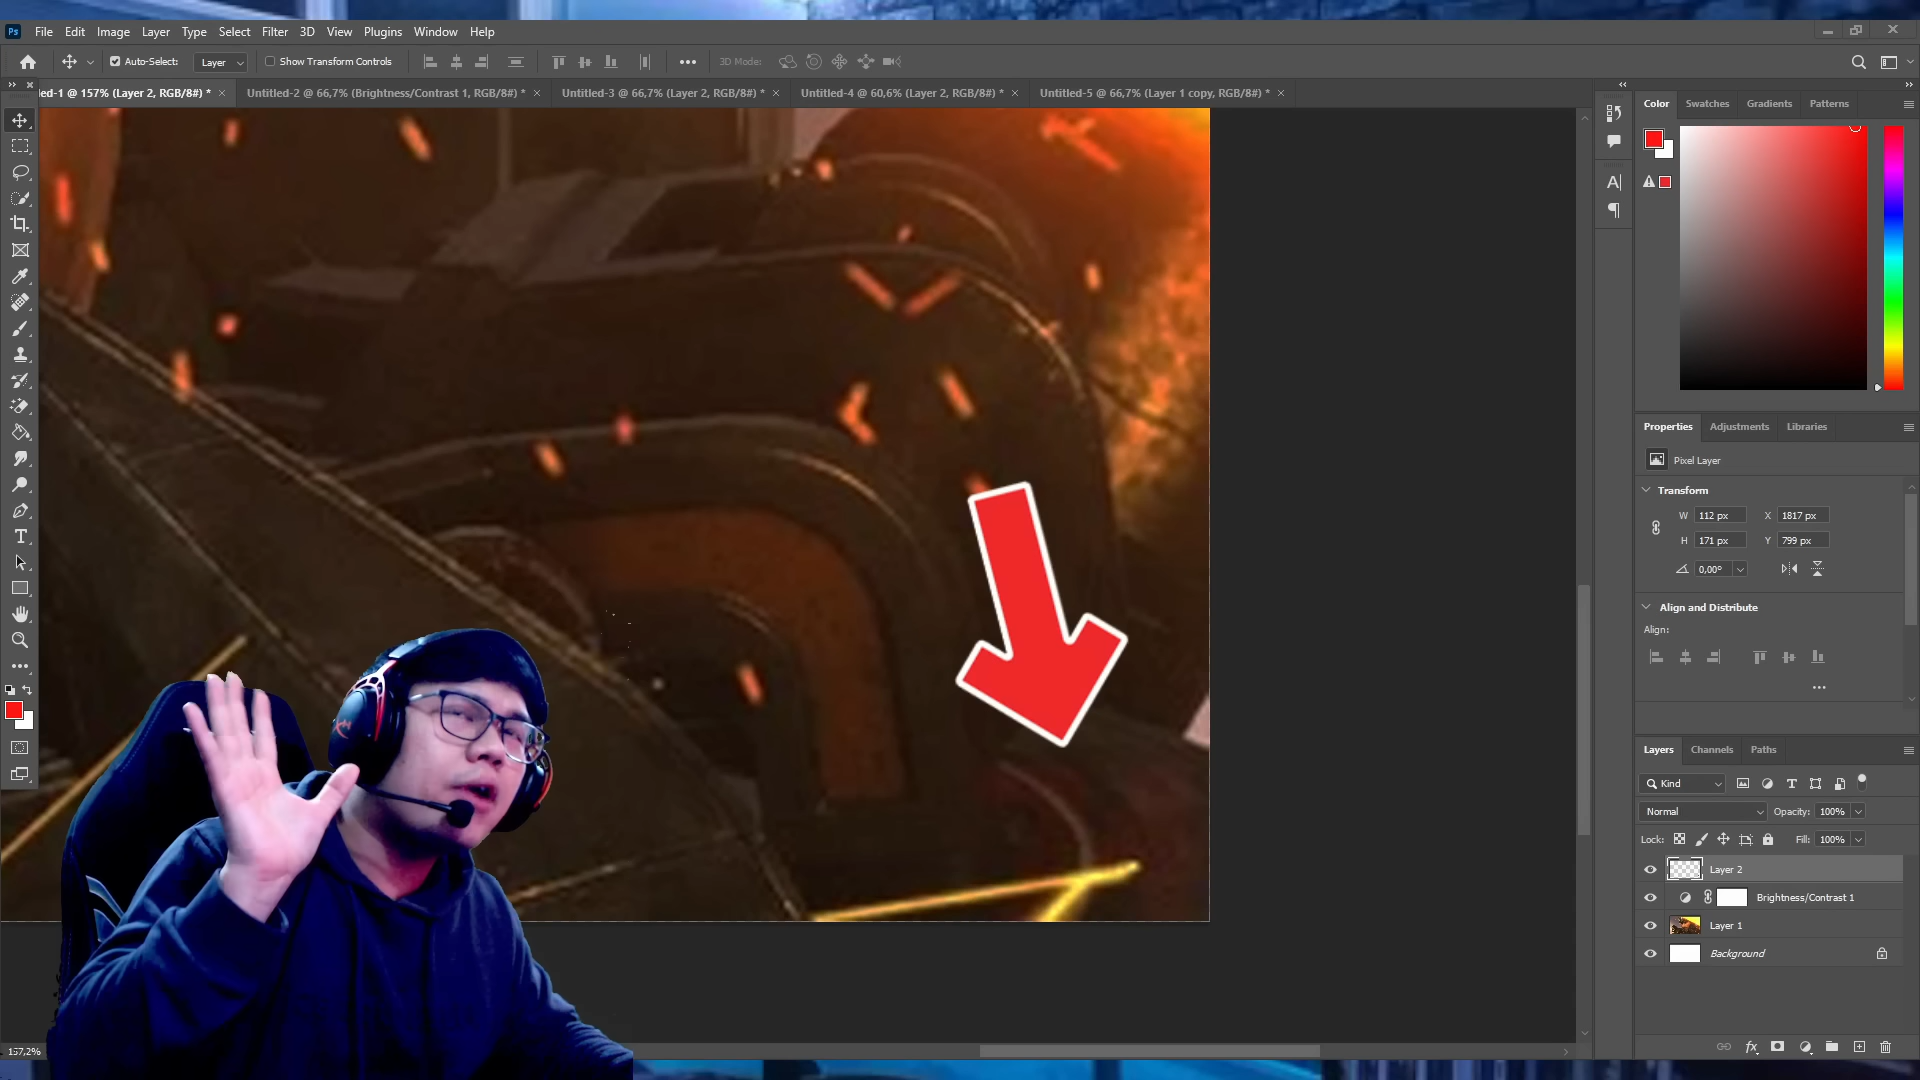 Ps File Edit Image Layer Type Select Filter 3D View Plugins Window Help
Auto-Select: Layer Show Transform Controls 3D Mode:
ed-1 @ 157% (Layer 2, RGB/8#) * Untitled-2 @ 66,7% (Brightness/Contrast 1, RGB/8#) * Untitled-3 @ 66,7% (Layer 2, RGB/8#) * Untitled-4 @ 60,6% (Layer 2, RGB/8#) * Untitled-5 @ 66,7% (Layer 1 copy, RGB/8#) *
Color Swatches Gradients Patterns
Properties Adjustments Libraries
Pixel Layer
Transform
W 112 px X 1817 px
H 171 px Y 799 px
0,00°
Align and Distribute
Align:
Layers Channels Paths
Kind
Normal Opacity: 100%
Lock: Fill: 100%
Layer 2
Brightness/Contrast 1
Layer 1
Background
157,2%